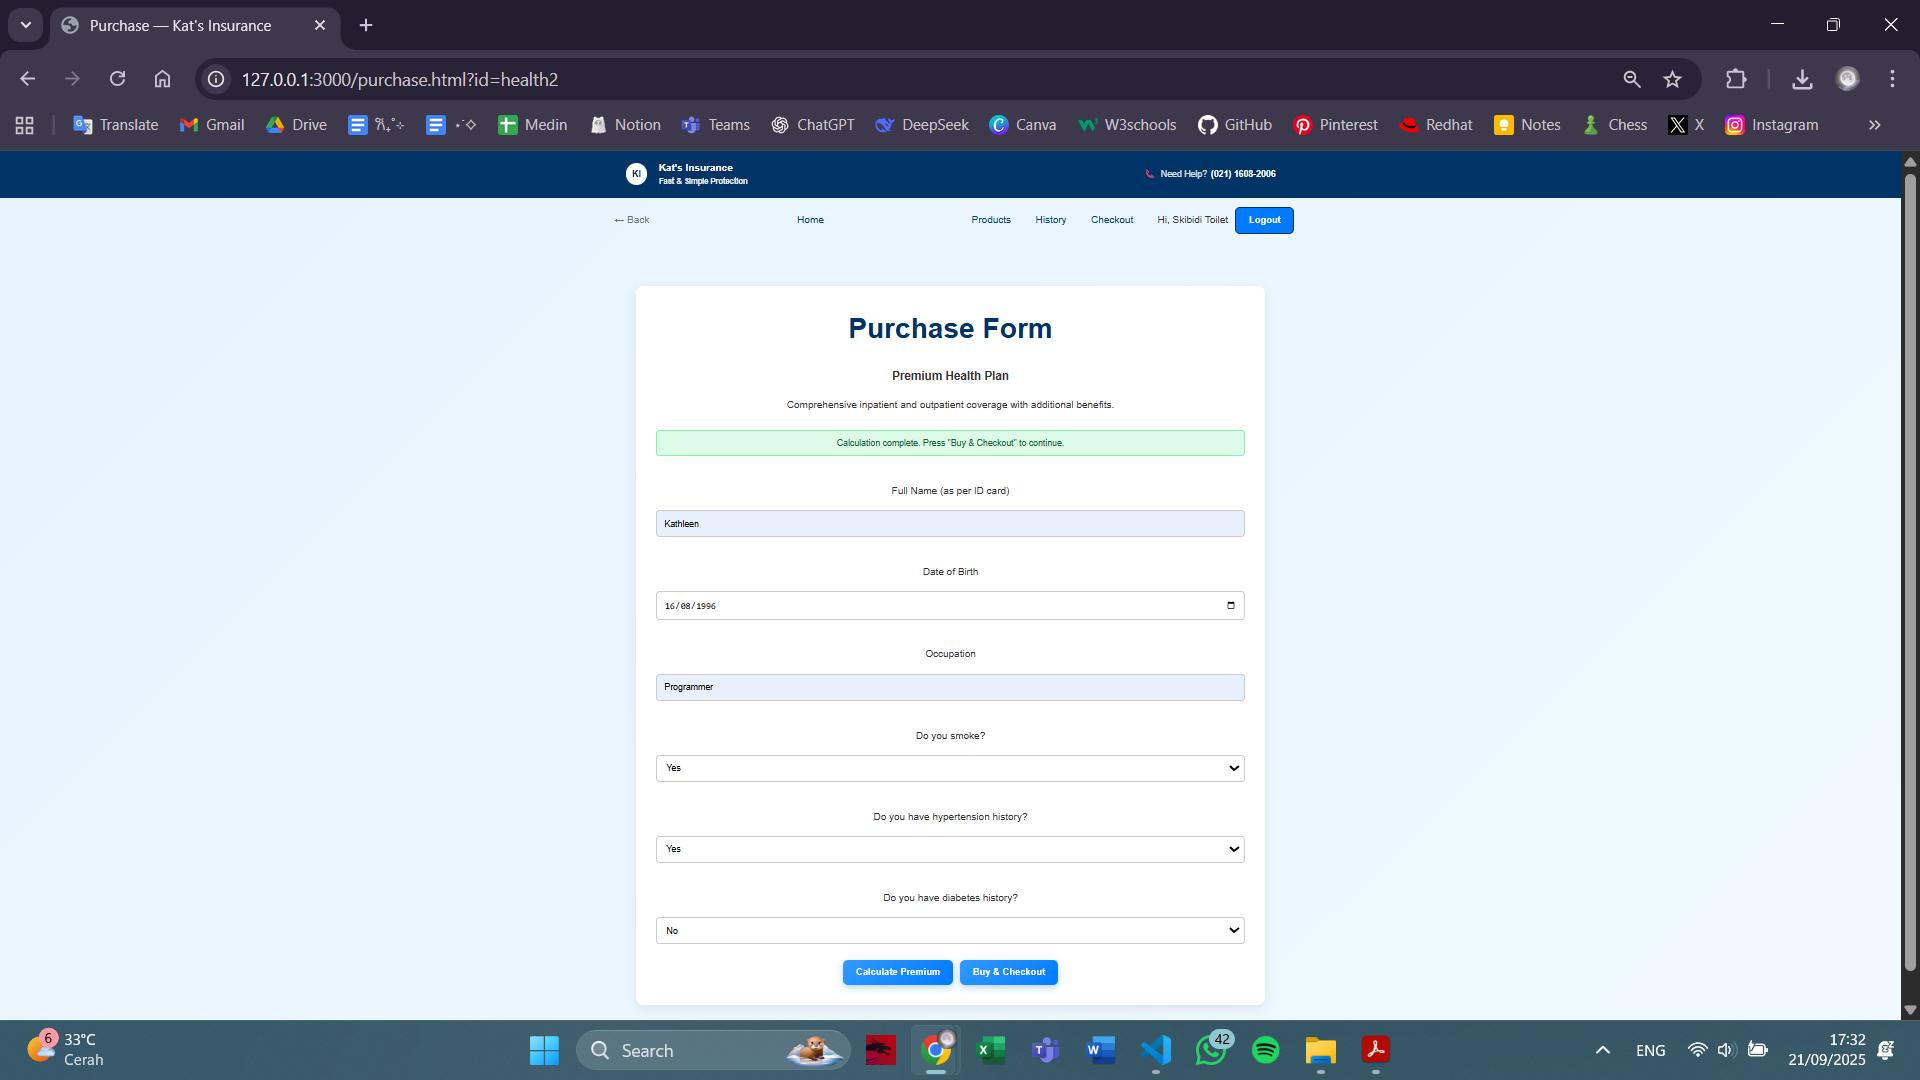 Purchase — Kat's Insurance
127.0.0.1:3000/purchase.html?id=health2
Translate Gmail Drive Medin Notion Teams ChatGPT DeepSeek Canva W3schools GitHub Pinterest Redhat Notes Chess X Instagram »
KI Kat's Insurance
Fast & Simple Protection
Need Help? (021) 1608-2006
← Back Home Products History Checkout Hi, Skibidi Toilet Logout
Purchase Form
Premium Health Plan
Comprehensive inpatient and outpatient coverage with additional benefits.
Calculation complete. Press "Buy & Checkout" to continue.
Full Name (as per ID card)
Kathleen
Date of Birth
16/08/1996
Occupation
Programmer
Do you smoke?
Yes
Do you have hypertension history?
Yes
Do you have diabetes history?
No
Calculate Premium Buy & Checkout
6 33°C
Cerah
Search
42
ENG
17:32
21/09/2025